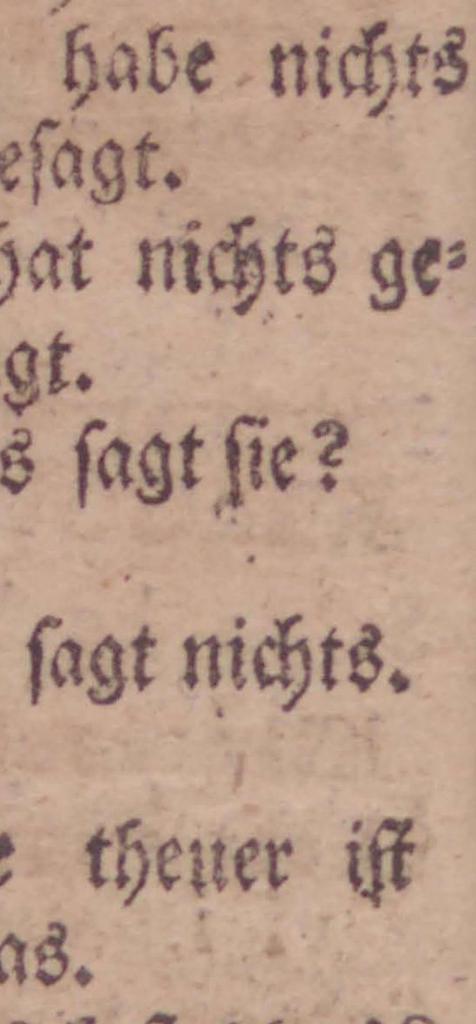 habe nichts
eſagt.
hat nichts ge⸗
gt.
s ſagt ſie?
ſagt nichts.
e theuer iſt
as.